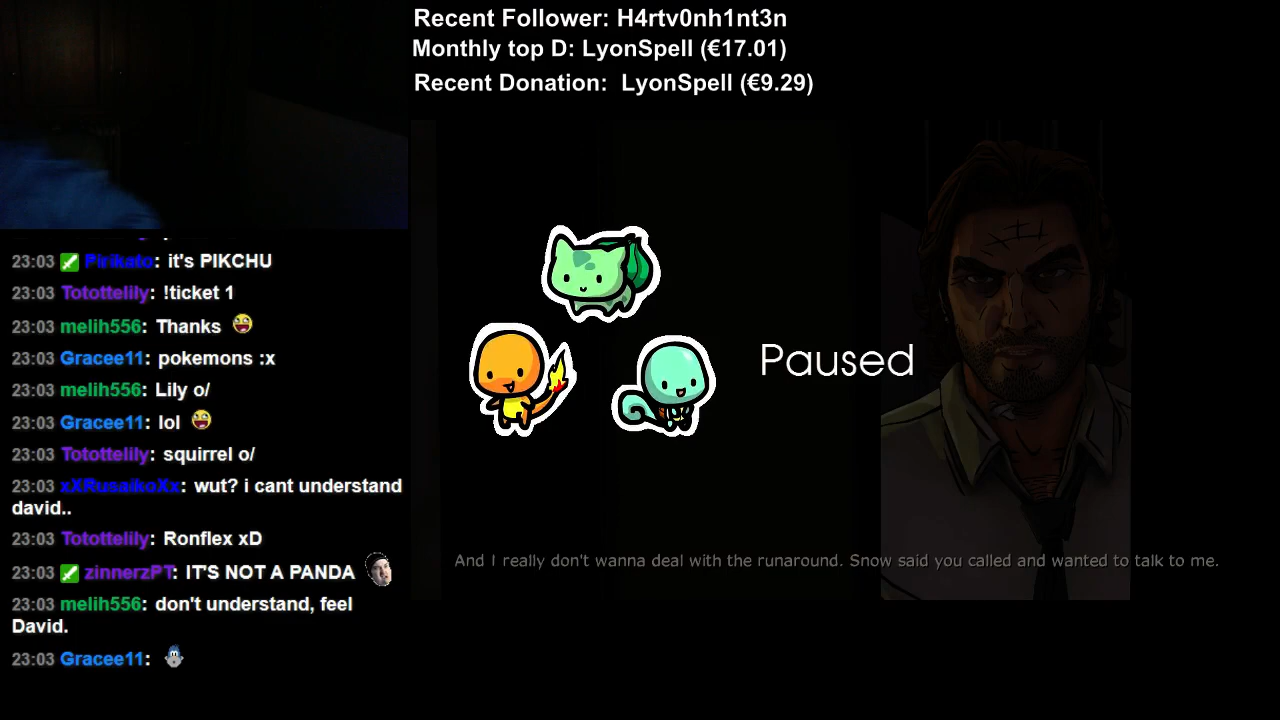 Recent Follower: H4rtv0nh1nt3n
Monthly top D: LyonSpell (€17.01)
Recent Donation: LyonSpell (€9.29)
23:03 Pirikato: it's PIKCHU
23:03 Totottelily: !ticket 1
23:03 melih556: Thanks
23:03 Gracee11: pokemons :x
23:03 melih556: Lily o/
23:03 Gracee11: lol
23:03 Totottelily: squirrel o/
23:03 xXRusaikoXx: wut? i cant understand
david..
23:03 Totottelily: Ronflex xD
23:03 zinnerzPT: IT'S NOT A PANDA
23:03 melih556: don't understand, feel
David.
23:03 Gracee11:
Paused
And I really don't wanna deal with the runaround. Snow said you called and wanted to talk to me.